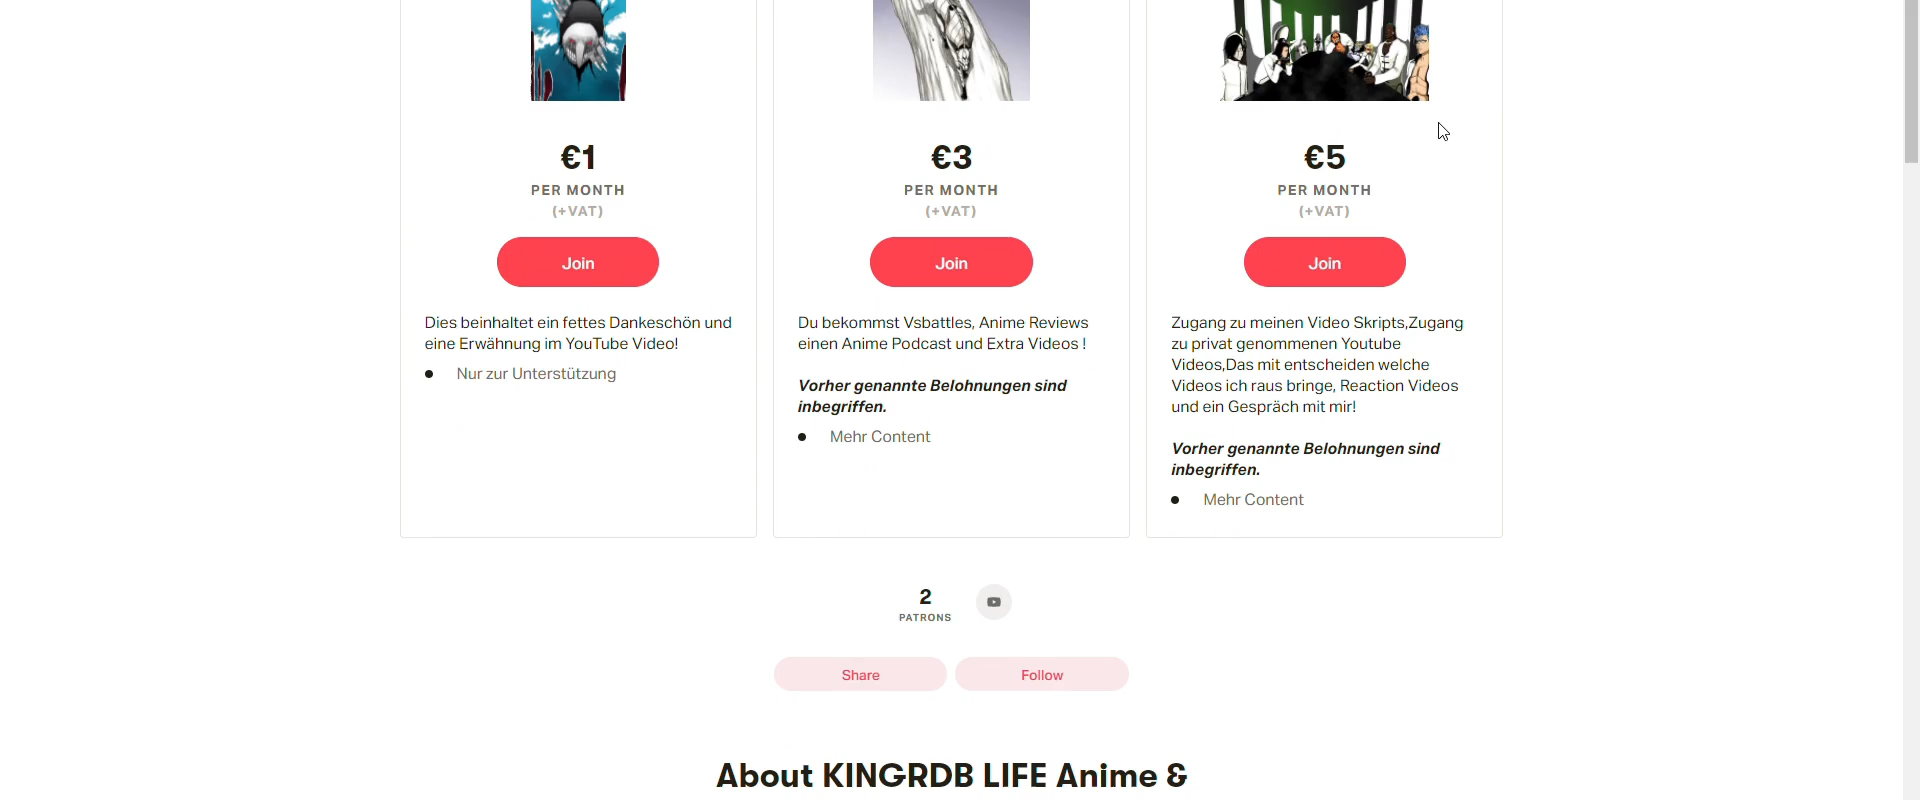 €1
PER MONTH
(+VAT)
Join
Dies beinhaltet ein fettes Dankeschön und
eine Erwähnung im YouTube Video!
Nur zur Unterstützung
€3
PER MONTH
(+VAT)
Join
Du bekommst Vsbattles, Anime Reviews
einen Anime Podcast und Extra Videos !
Vorher genannte Belohnungen sind
inbegriffen.
Mehr Content
€5
PER MONTH
(+VAT)
Join
Zugang zu meinen Video Skripts,Zugang
zu privat genommenen Youtube
Videos,Das mit entscheiden welche
Videos ich raus bringe, Reaction Videos
und ein Gespräch mit mir!
Vorher genannte Belohnungen sind
inbegriffen.
Mehr Content
2
PATRONS
Share
Follow
About KINGRDB LIFE Anime &